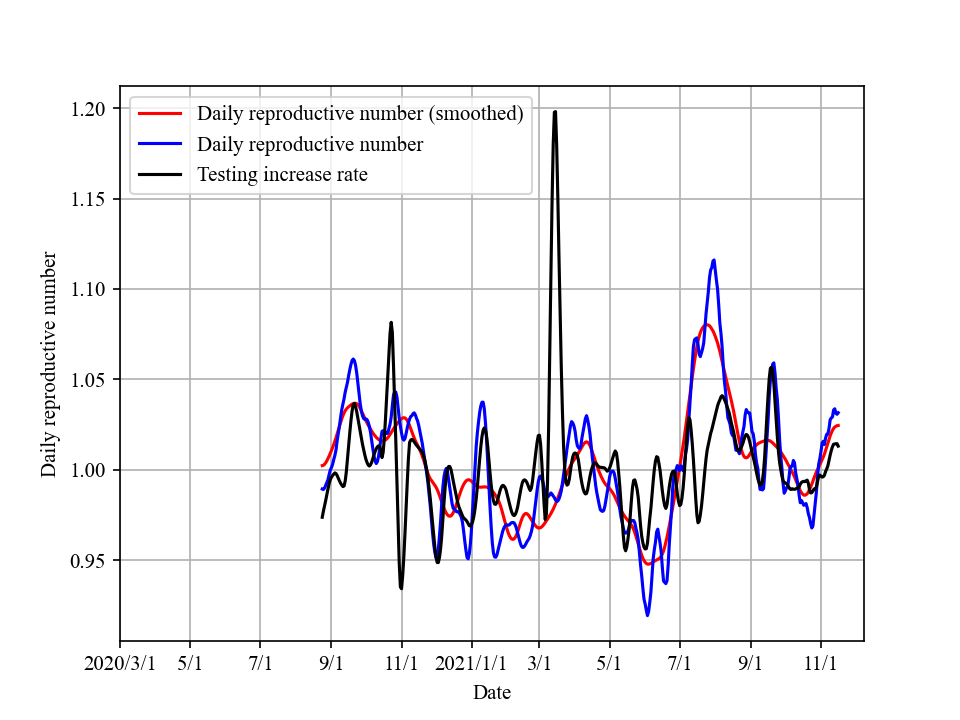 Daily reproductive number (smoothed)
Daily reproductive number
Testing increase rate
Daily reproductive number
1.20
1.15
1.10
1.05
1.00
0.95
2020/3/1 5/1 7/1 9/1 11/1 2021/1/1 3/1 5/1 7/1 9/1 11/1
Date